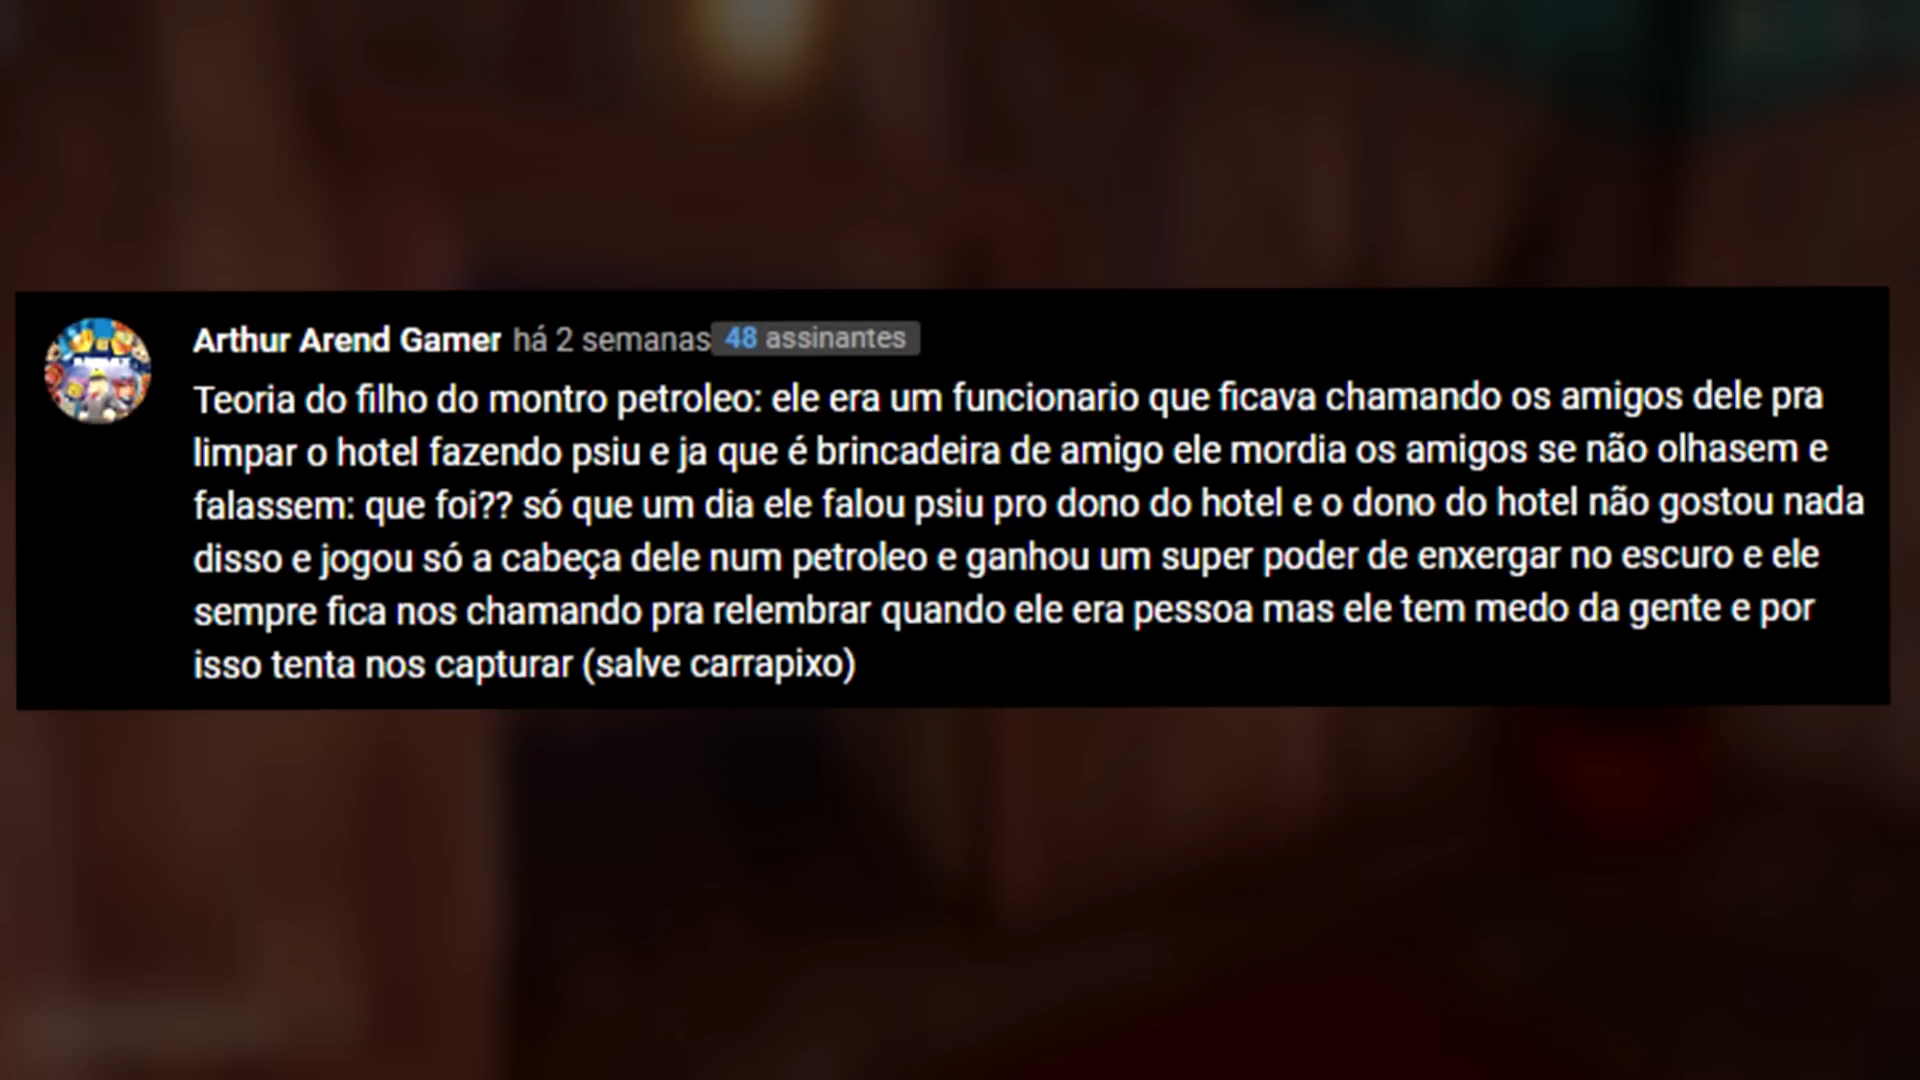 Arthur Arend Gamer há 2 semanas 48 assinantes
Teoria do filho do montro petroleo: ele era um funcionario que ficava chamando os amigos dele pra
limpar o hotel fazendo psiu e ja que é brincadeira de amigo ele mordia os amigos se não olhasem e
falassem: que foi?? só que um dia ele falou psiu pro dono do hotel e o dono do hotel não gostou nada
disso e jogou só a cabeça dele num petroleo e ganhou um super poder de enxergar no escuro e ele
sempre fica nos chamando pra relembrar quando ele era pessoa mas ele tem medo da gente e por
isso tenta nos capturar (salve carrapixo)